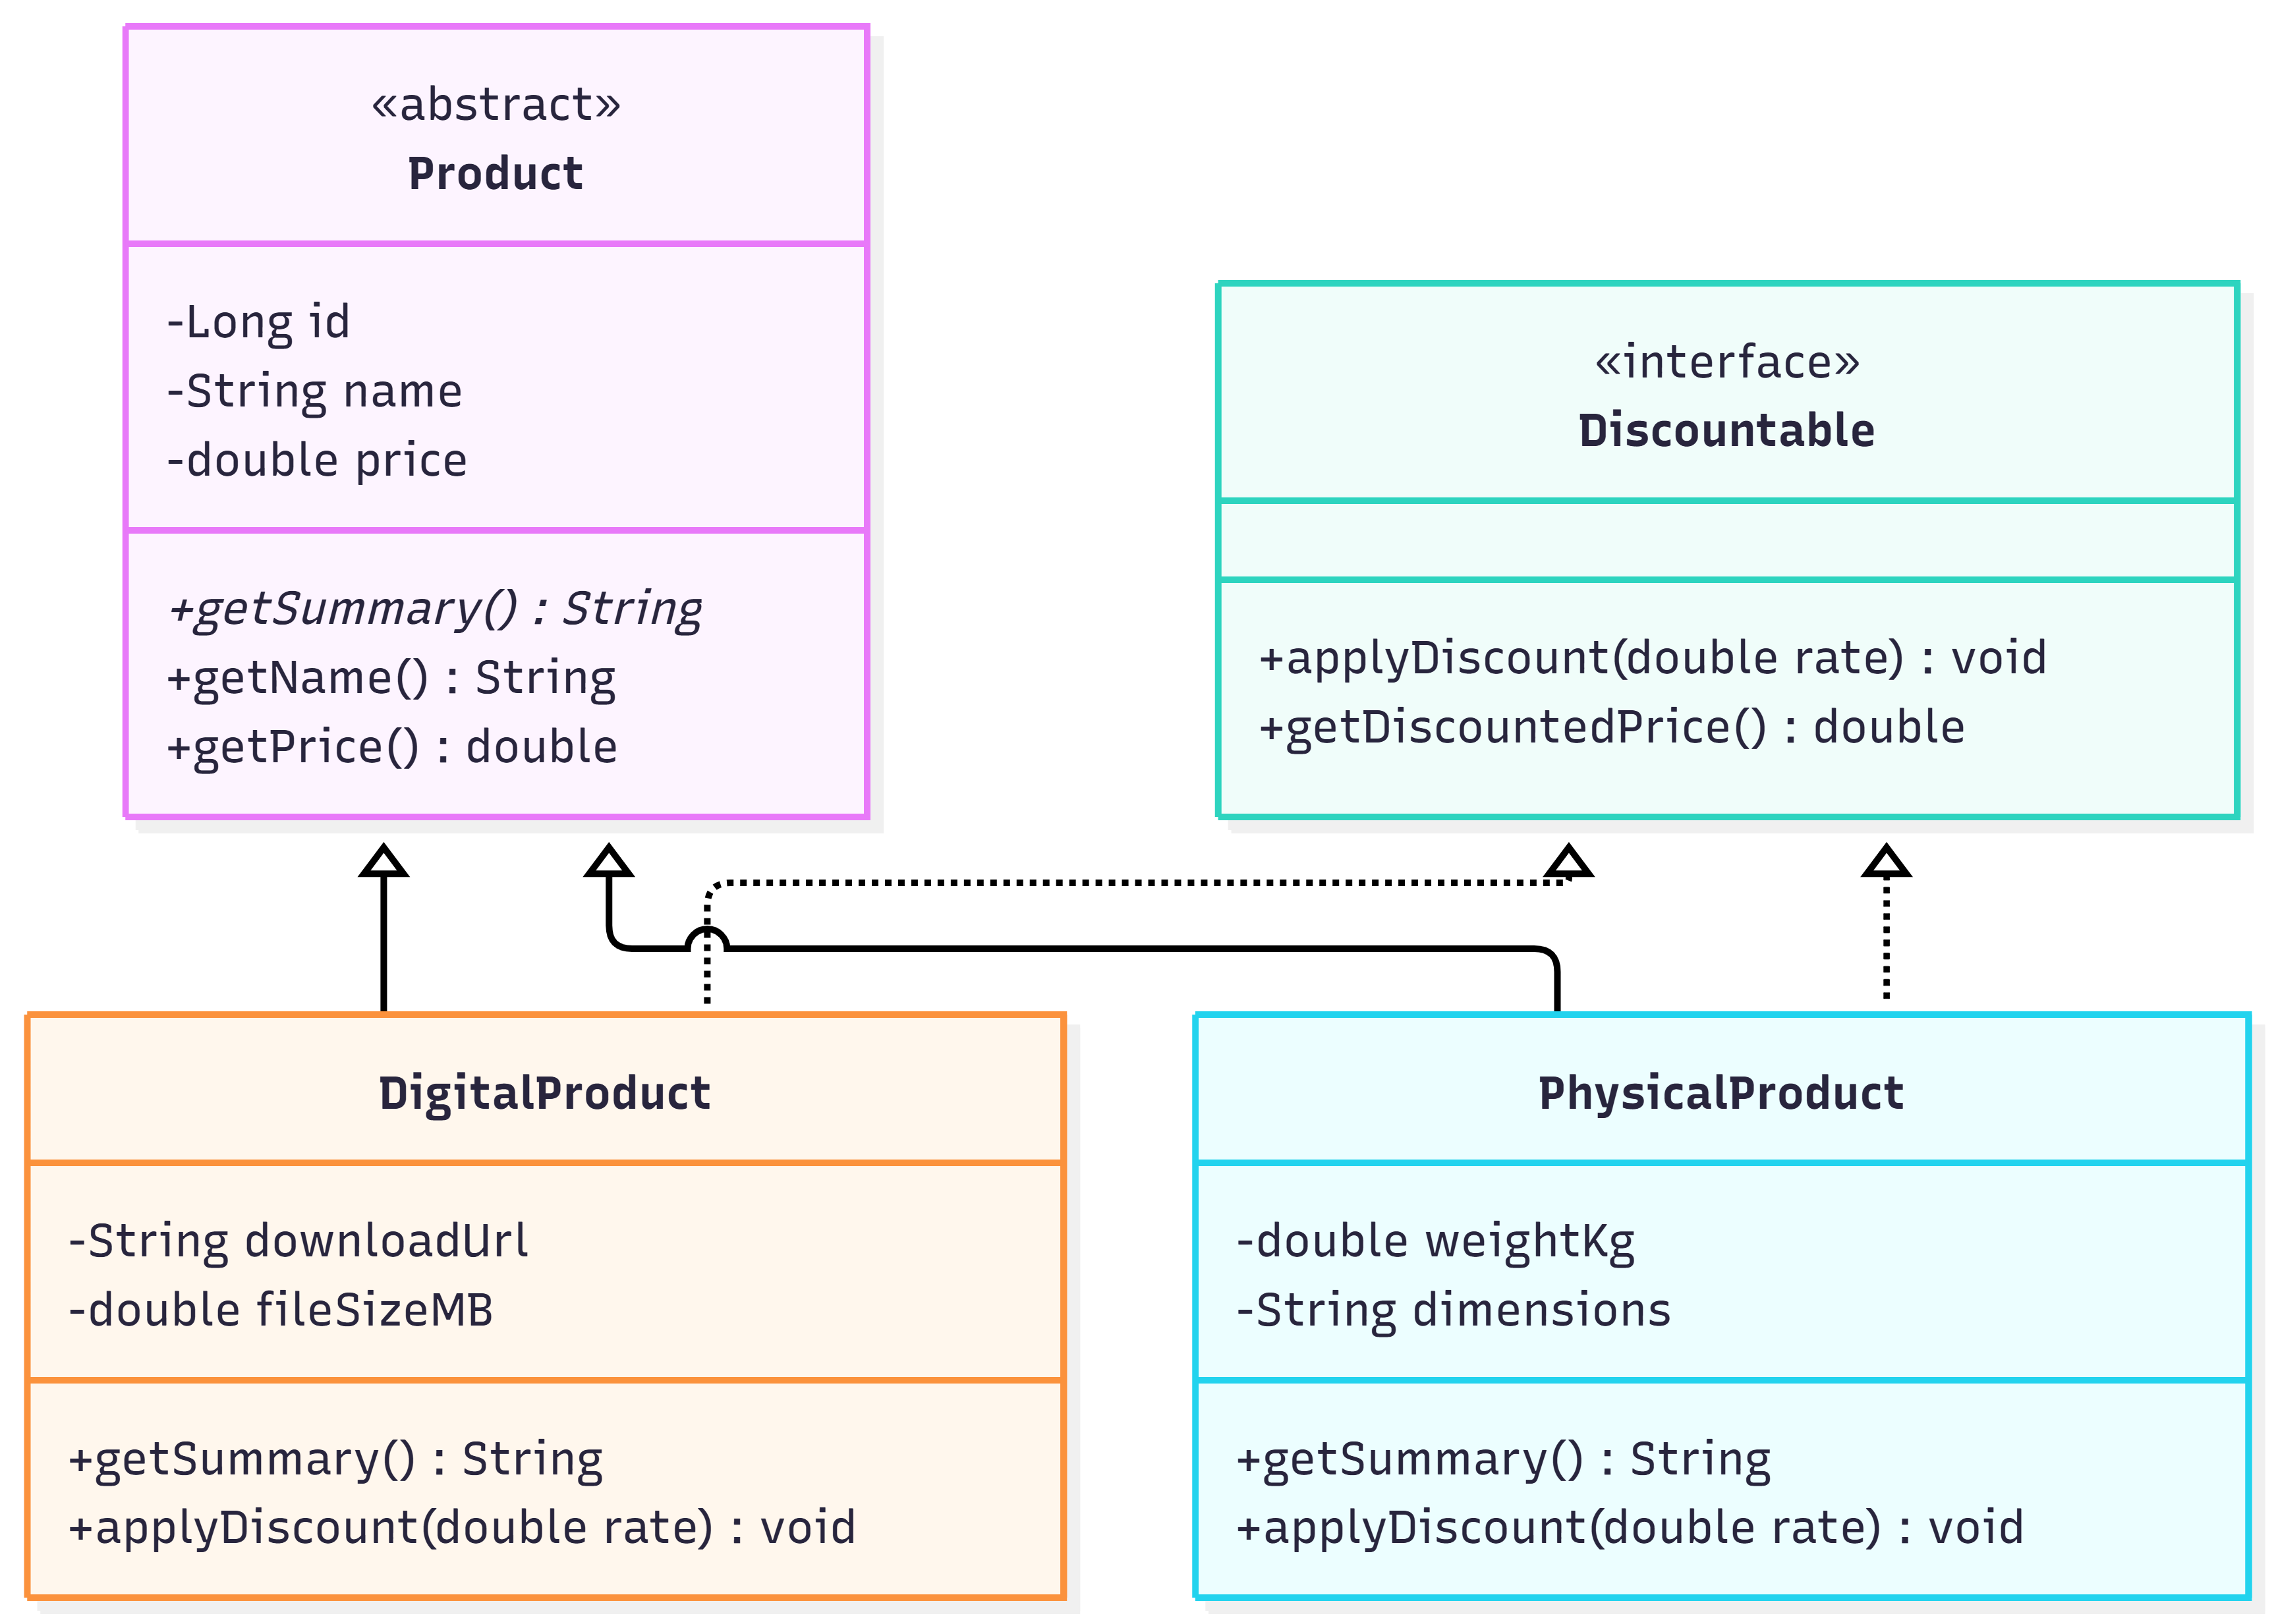 «abstract»
Product
-Long id
-String name
-double price
+getSummary() : String
+getName() : String
+getPrice() : double
«interface»
Discountable
+applyDiscount(double rate) : void
+getDiscountedPrice() : double
DigitalProduct
-String downloadUrl
-double fileSizeMB
+getSummary() : String
+applyDiscount(double rate) : void
PhysicalProduct
-double weightKg
-String dimensions
+getSummary() : String
+applyDiscount(double rate) : void